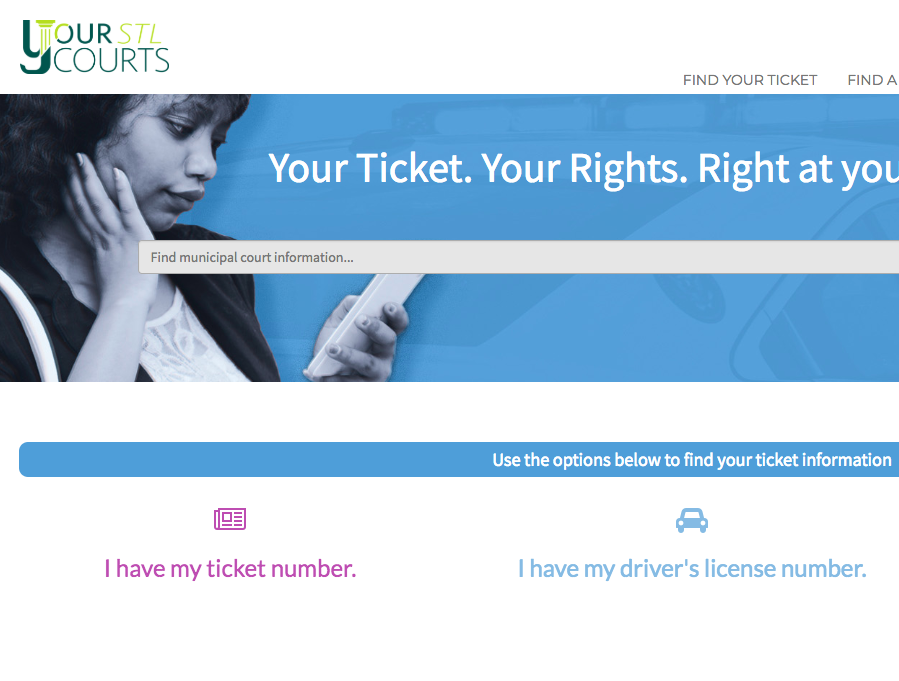 YOUR STL
COURTS
FIND YOUR TICKET FIND A
Your Ticket. Your Rights. Right at you
Find municipal court information...
Use the options below to find your ticket information
I have my ticket number.
I have my driver's license number.